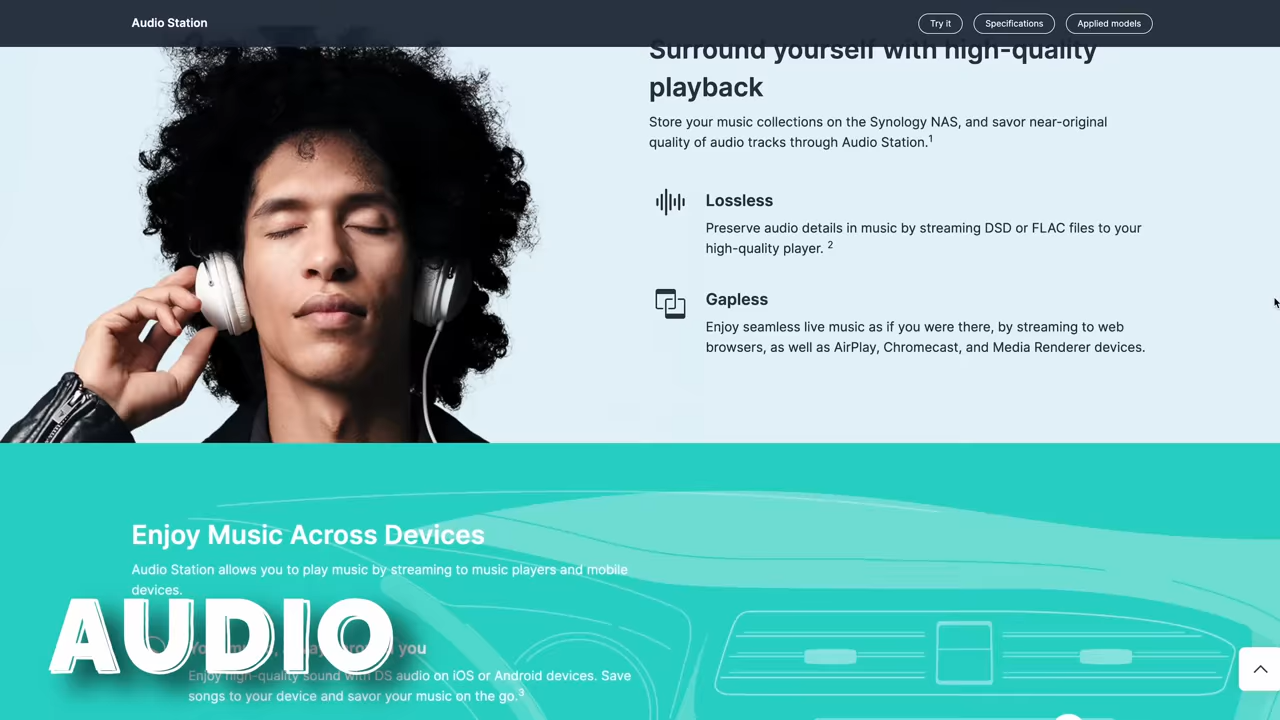 Audio Station
Try it
Specifications
Applied models
Surround yourself with high-quality
playback
Store your music collections on the Synology NAS, and savor near-original
quality of audio tracks through Audio Station.1
Lossless
Preserve audio details in music by streaming DSD or FLAC files to your
high-quality player. 2
Gapless
Enjoy seamless live music as if you were there, by streaming to web
browsers, as well as AirPlay, Chromecast, and Media Renderer devices.
Enjoy Music Across Devices
Audio Station allows you to play music by streaming to music players and mobile
devices.
AUDIO
you
Enjoy high-quality sound with DS audio on iOS or Android devices. Save
songs to your device and savor your music on the go.3